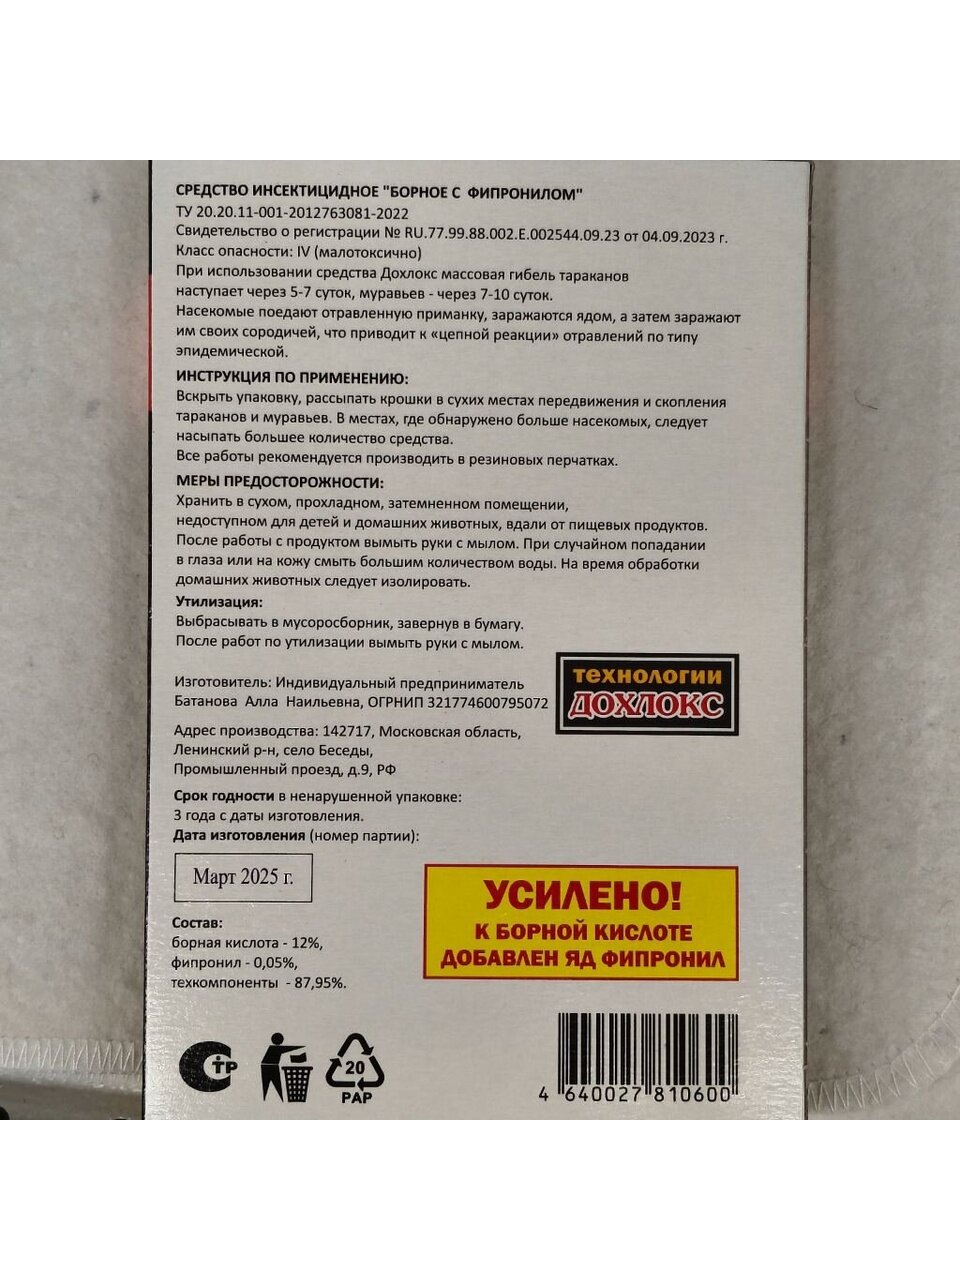 СРЕДСТВО ИНСЕКТИЦИДНОЕ "БОРНОЕ С ФИПРОНИЛОМ"
ТУ 20.20.11-001-2012763081-2022
Свидетельство о регистрации № RU.77.99.88.002.E.002544.09.23 от 04.09.2023 г.
Класс опасности: IV (малотоксично)
При использовании средства Дохлокс массовая гибель тараканов
наступает через 5-7 суток, муравьев - через 7-10 суток.
Насекомые поедают отравленную приманку, заражаются ядом, а затем заражают
им своих сородичей, что приводит к «цепной реакции» отравлений по типу
эпидемической.
ИНСТРУКЦИЯ ПО ПРИМЕНЕНИЮ:
Вскрыть упаковку, рассыпать крошки в сухих местах передвижения и скопления
тараканов и муравьев. В местах, где обнаружено больше насекомых, следует
насыпать большее количество средства.
Все работы рекомендуется производить в резиновых перчатках.
МЕРЫ ПРЕДОСТОРОЖНОСТИ:
Хранить в сухом, прохладном, затемненном помещении,
недоступном для детей и домашних животных, вдали от пищевых продуктов.
После работы с продуктом вымыть руки с мылом. При случайном попадании
в глаза или на кожу смыть большим количеством воды. На время обработки
домашних животных следует изолировать.
Утилизация:
Выбрасывать в мусоросборник, завернув в бумагу.
После работ по утилизации вымыть руки с мылом.
Изготовитель: Индивидуальный предприниматель
Батанова Алла Наильевна, ОГРНИП 321774600795072
ТЕХНОЛОГИИ
ДОХЛОКС
Адрес производства: 142717, Московская область,
Ленинский р-н, село Беседы,
Промышленный проезд, д.9, РФ
Срок годности в ненарушенной упаковке:
3 года с даты изготовления.
Дата изготовления (номер партии):
Март 2025 г.
Состав:
борная кислота - 12%,
фипронил - 0,05%,
техкомпоненты - 87,95%.
УСИЛЕНО!
К БОРНОЙ КИСЛОТЕ
ДОБАВЛЕН ЯД ФИПРОНИЛ
СТР
20
PAP
4 640027 810600